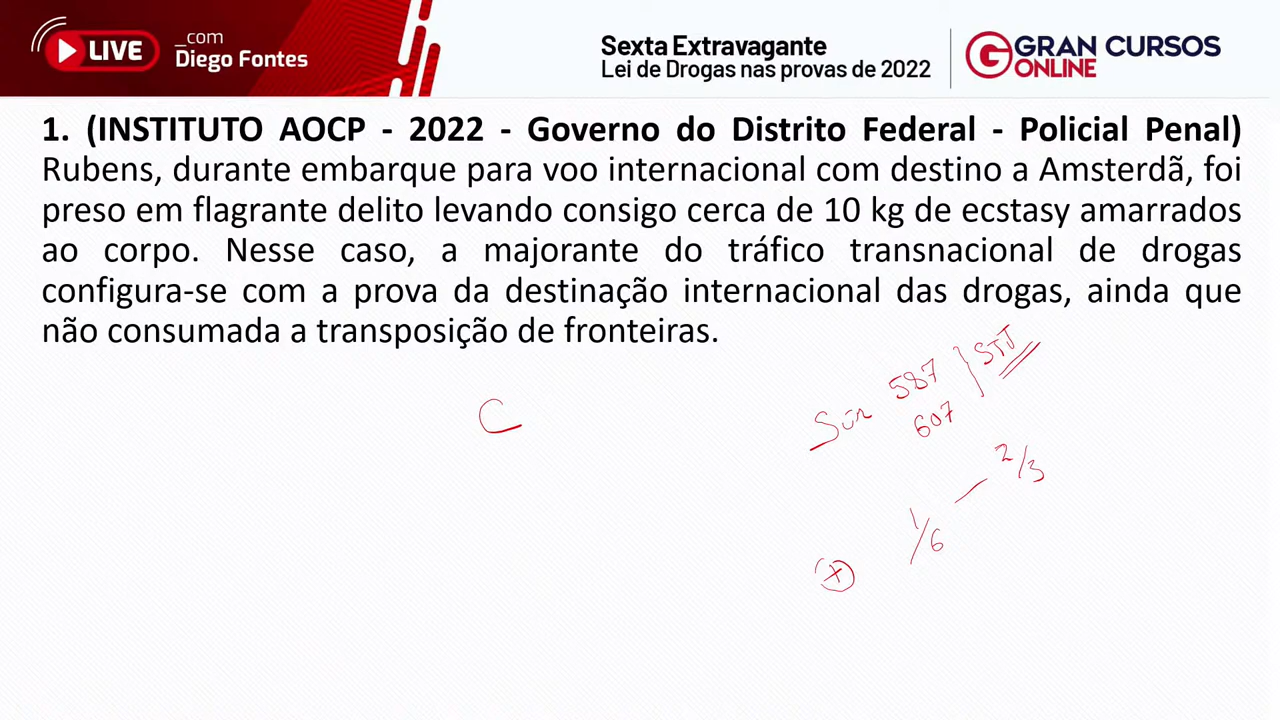 LIVE
_com
Diego Fontes
Sexta Extravagante
Lei de Drogas nas provas de 2022
GRAN CURSOS
ONLINE
1. (INSTITUTO AOCP - 2022 - Governo do Distrito Federal - Policial Penal)
Rubens, durante embarque para voo internacional com destino a Amsterdã, foi
preso em flagrante delito levando consigo cerca de 10 kg de ecstasy amarrados
ao corpo. Nesse caso, a majorante do tráfico transnacional de drogas
configura-se com a prova da destinação internacional das drogas, ainda que
não consumada a transposição de fronteiras.
C
587
607
STJ
1/6 — 2/3
+